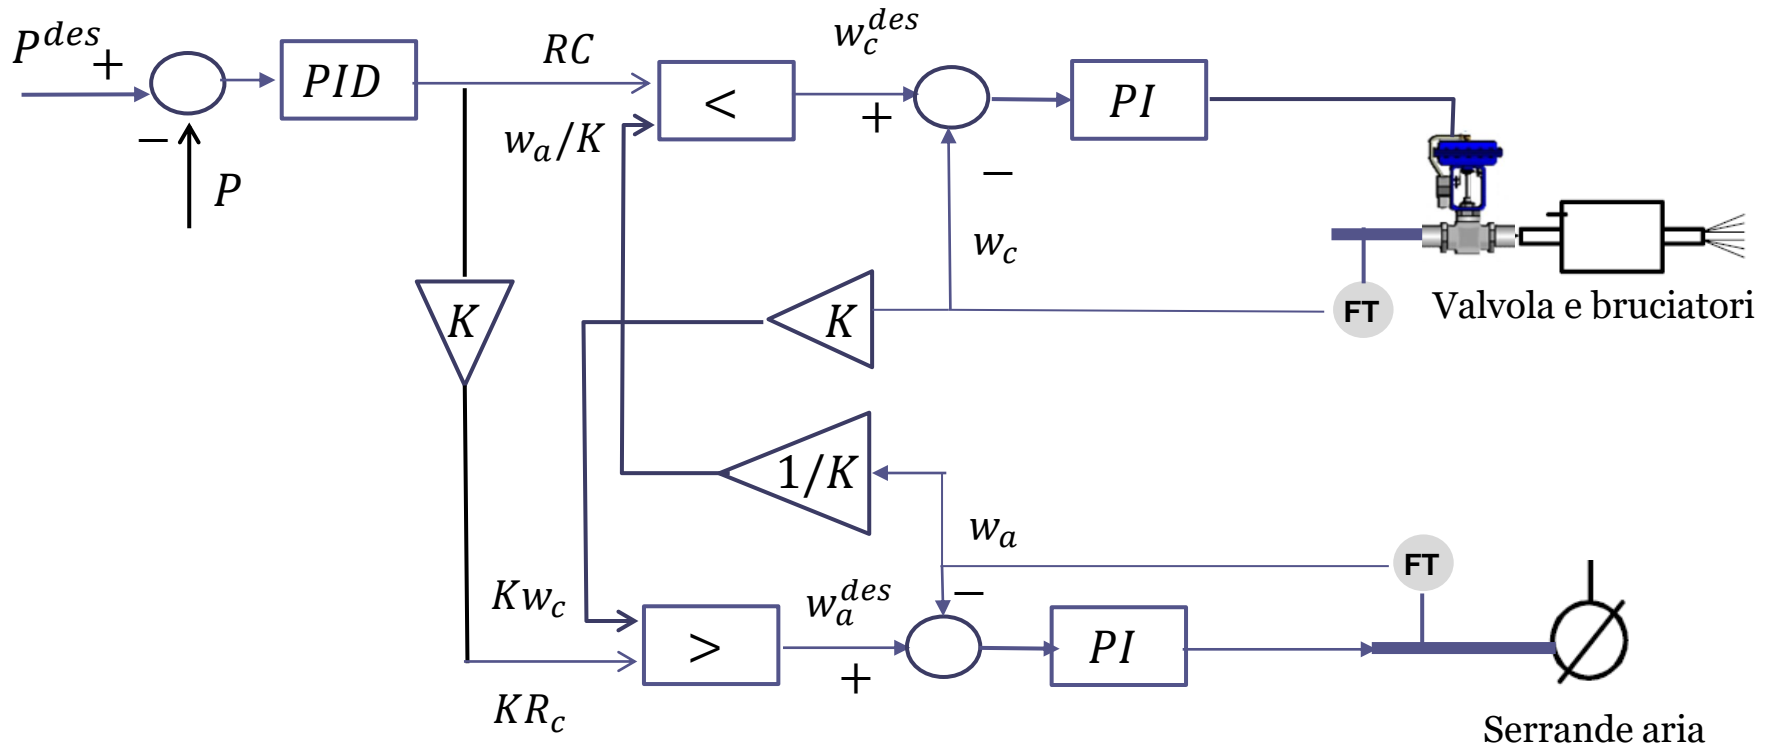 P^{des}
+
−
P
PID
RC
w_a/K
<
w_c^{des}
+
−
w_c
PI
FT
Valvola e bruciatori
K
K
1/K
w_a
Kw_c
KR_c
>
w_a^{des}
+
−
PI
FT
Serrande aria